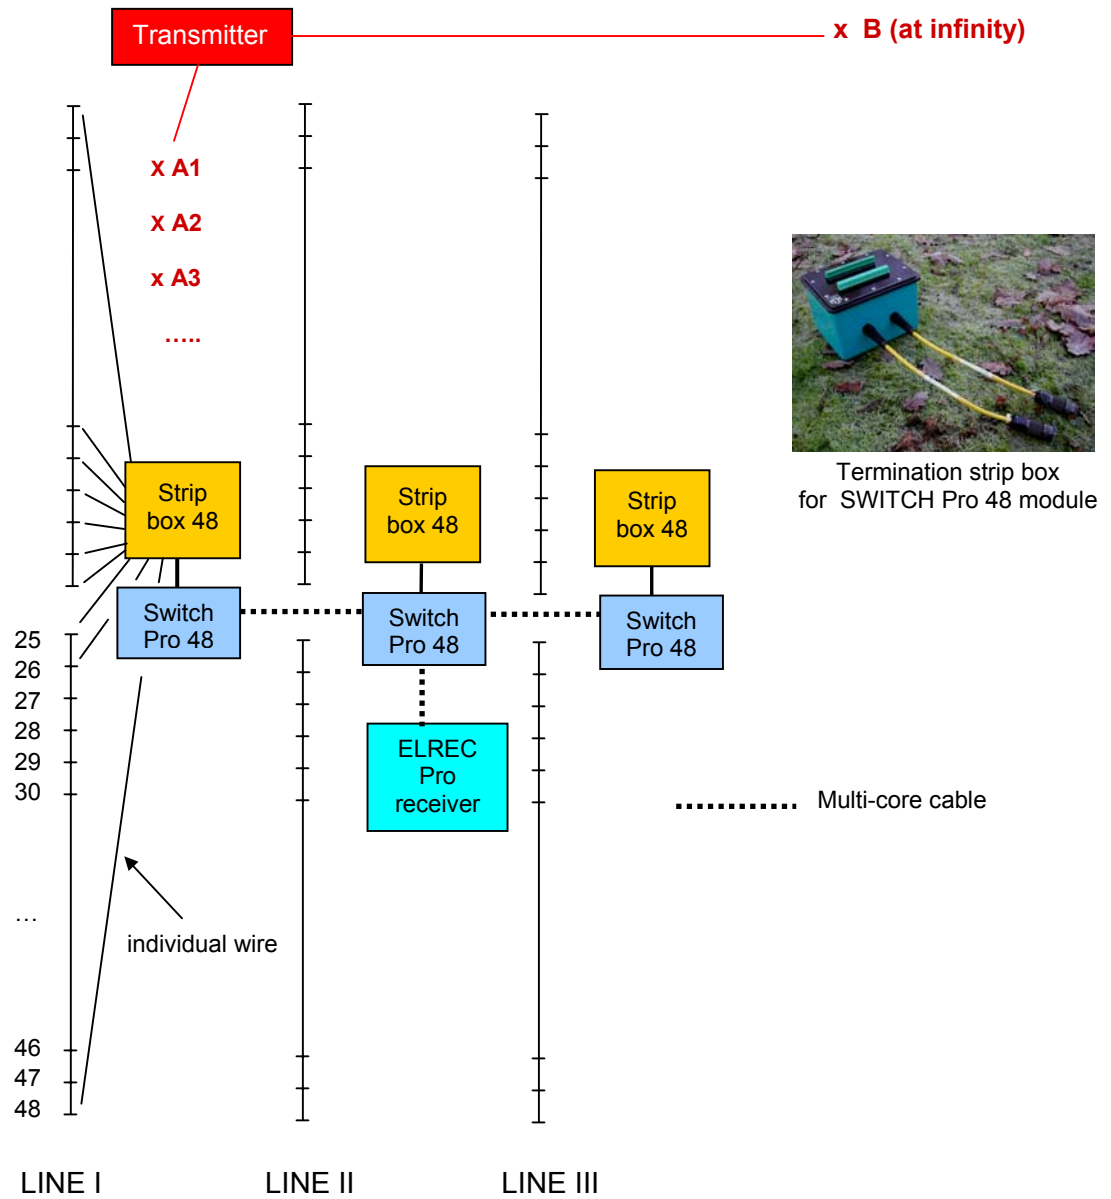 Transmitter
x B (at infinity)
x A1
x A2
x A3
.....
Strip
box 48
Strip
box 48
Strip
box 48
Termination strip box
for SWITCH Pro 48 module
Switch
Pro 48
Switch
Pro 48
Switch
Pro 48
25
26
27
28
29
30
ELREC
Pro
receiver
Multi-core cable
...
individual wire
46
47
48
LINE I
LINE II
LINE III